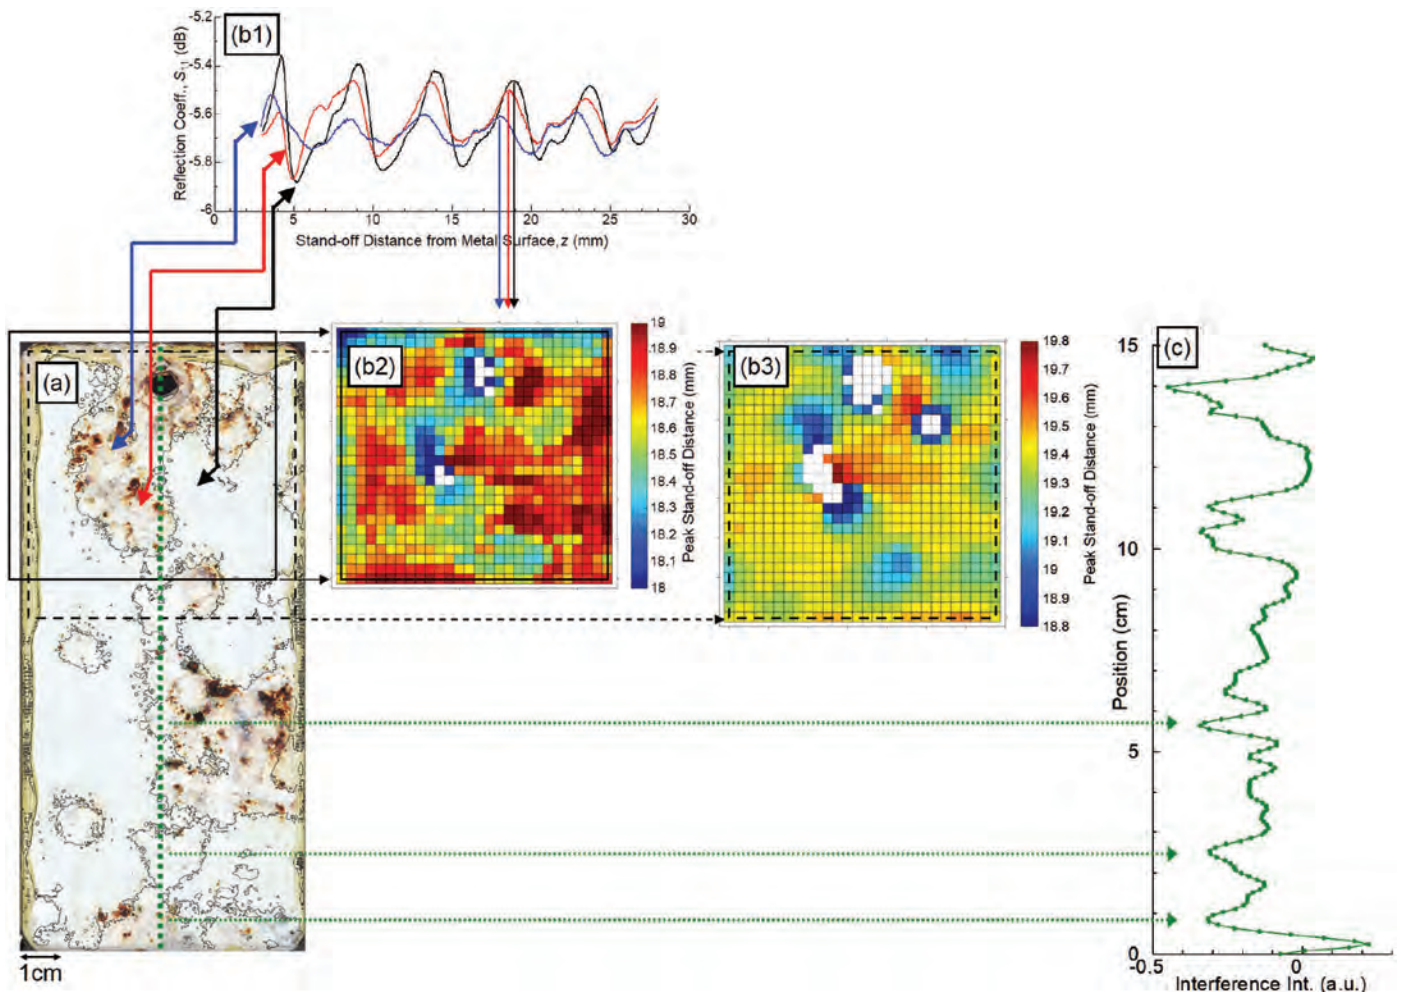 (b1)
Reflection Coeff., S11 (dB)
-5.2
-5.4
-5.6
-5.8
-6
0 5 10 15 20 25 30
Stand-off Distance from Metal Surface, z (mm)
(a)
1cm
(b2)
19
18.9
18.8
18.7
18.6
18.5
18.4
18.3
18.2
18.1
18
Peak Stand-off Distance (mm)
(b3)
19.8
19.7
19.6
19.5
19.4
19.3
19.2
19.1
19
18.9
18.8
Peak Stand-off Distance (mm)
(c)
15
10
5
0
Position (cm)
-0.5 0
Interference Int. (a.u.)